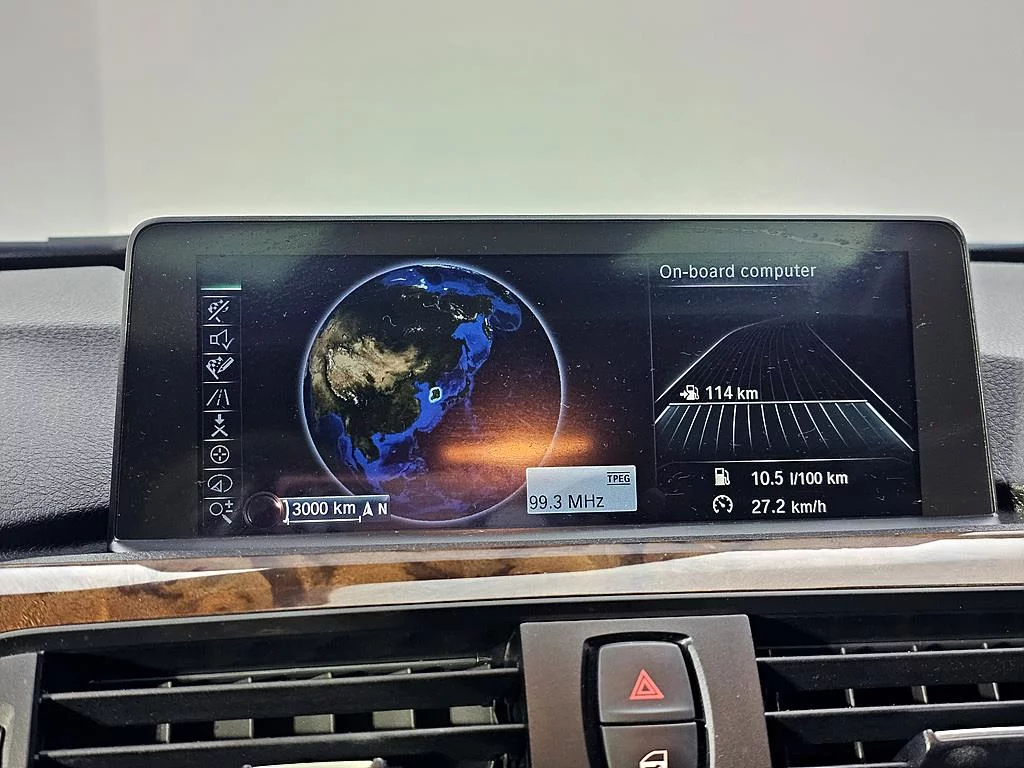 On-board computer
114 km
10.5 l/100 km
27.2 km/h
TPEG
99.3 MHz
3000 km
N